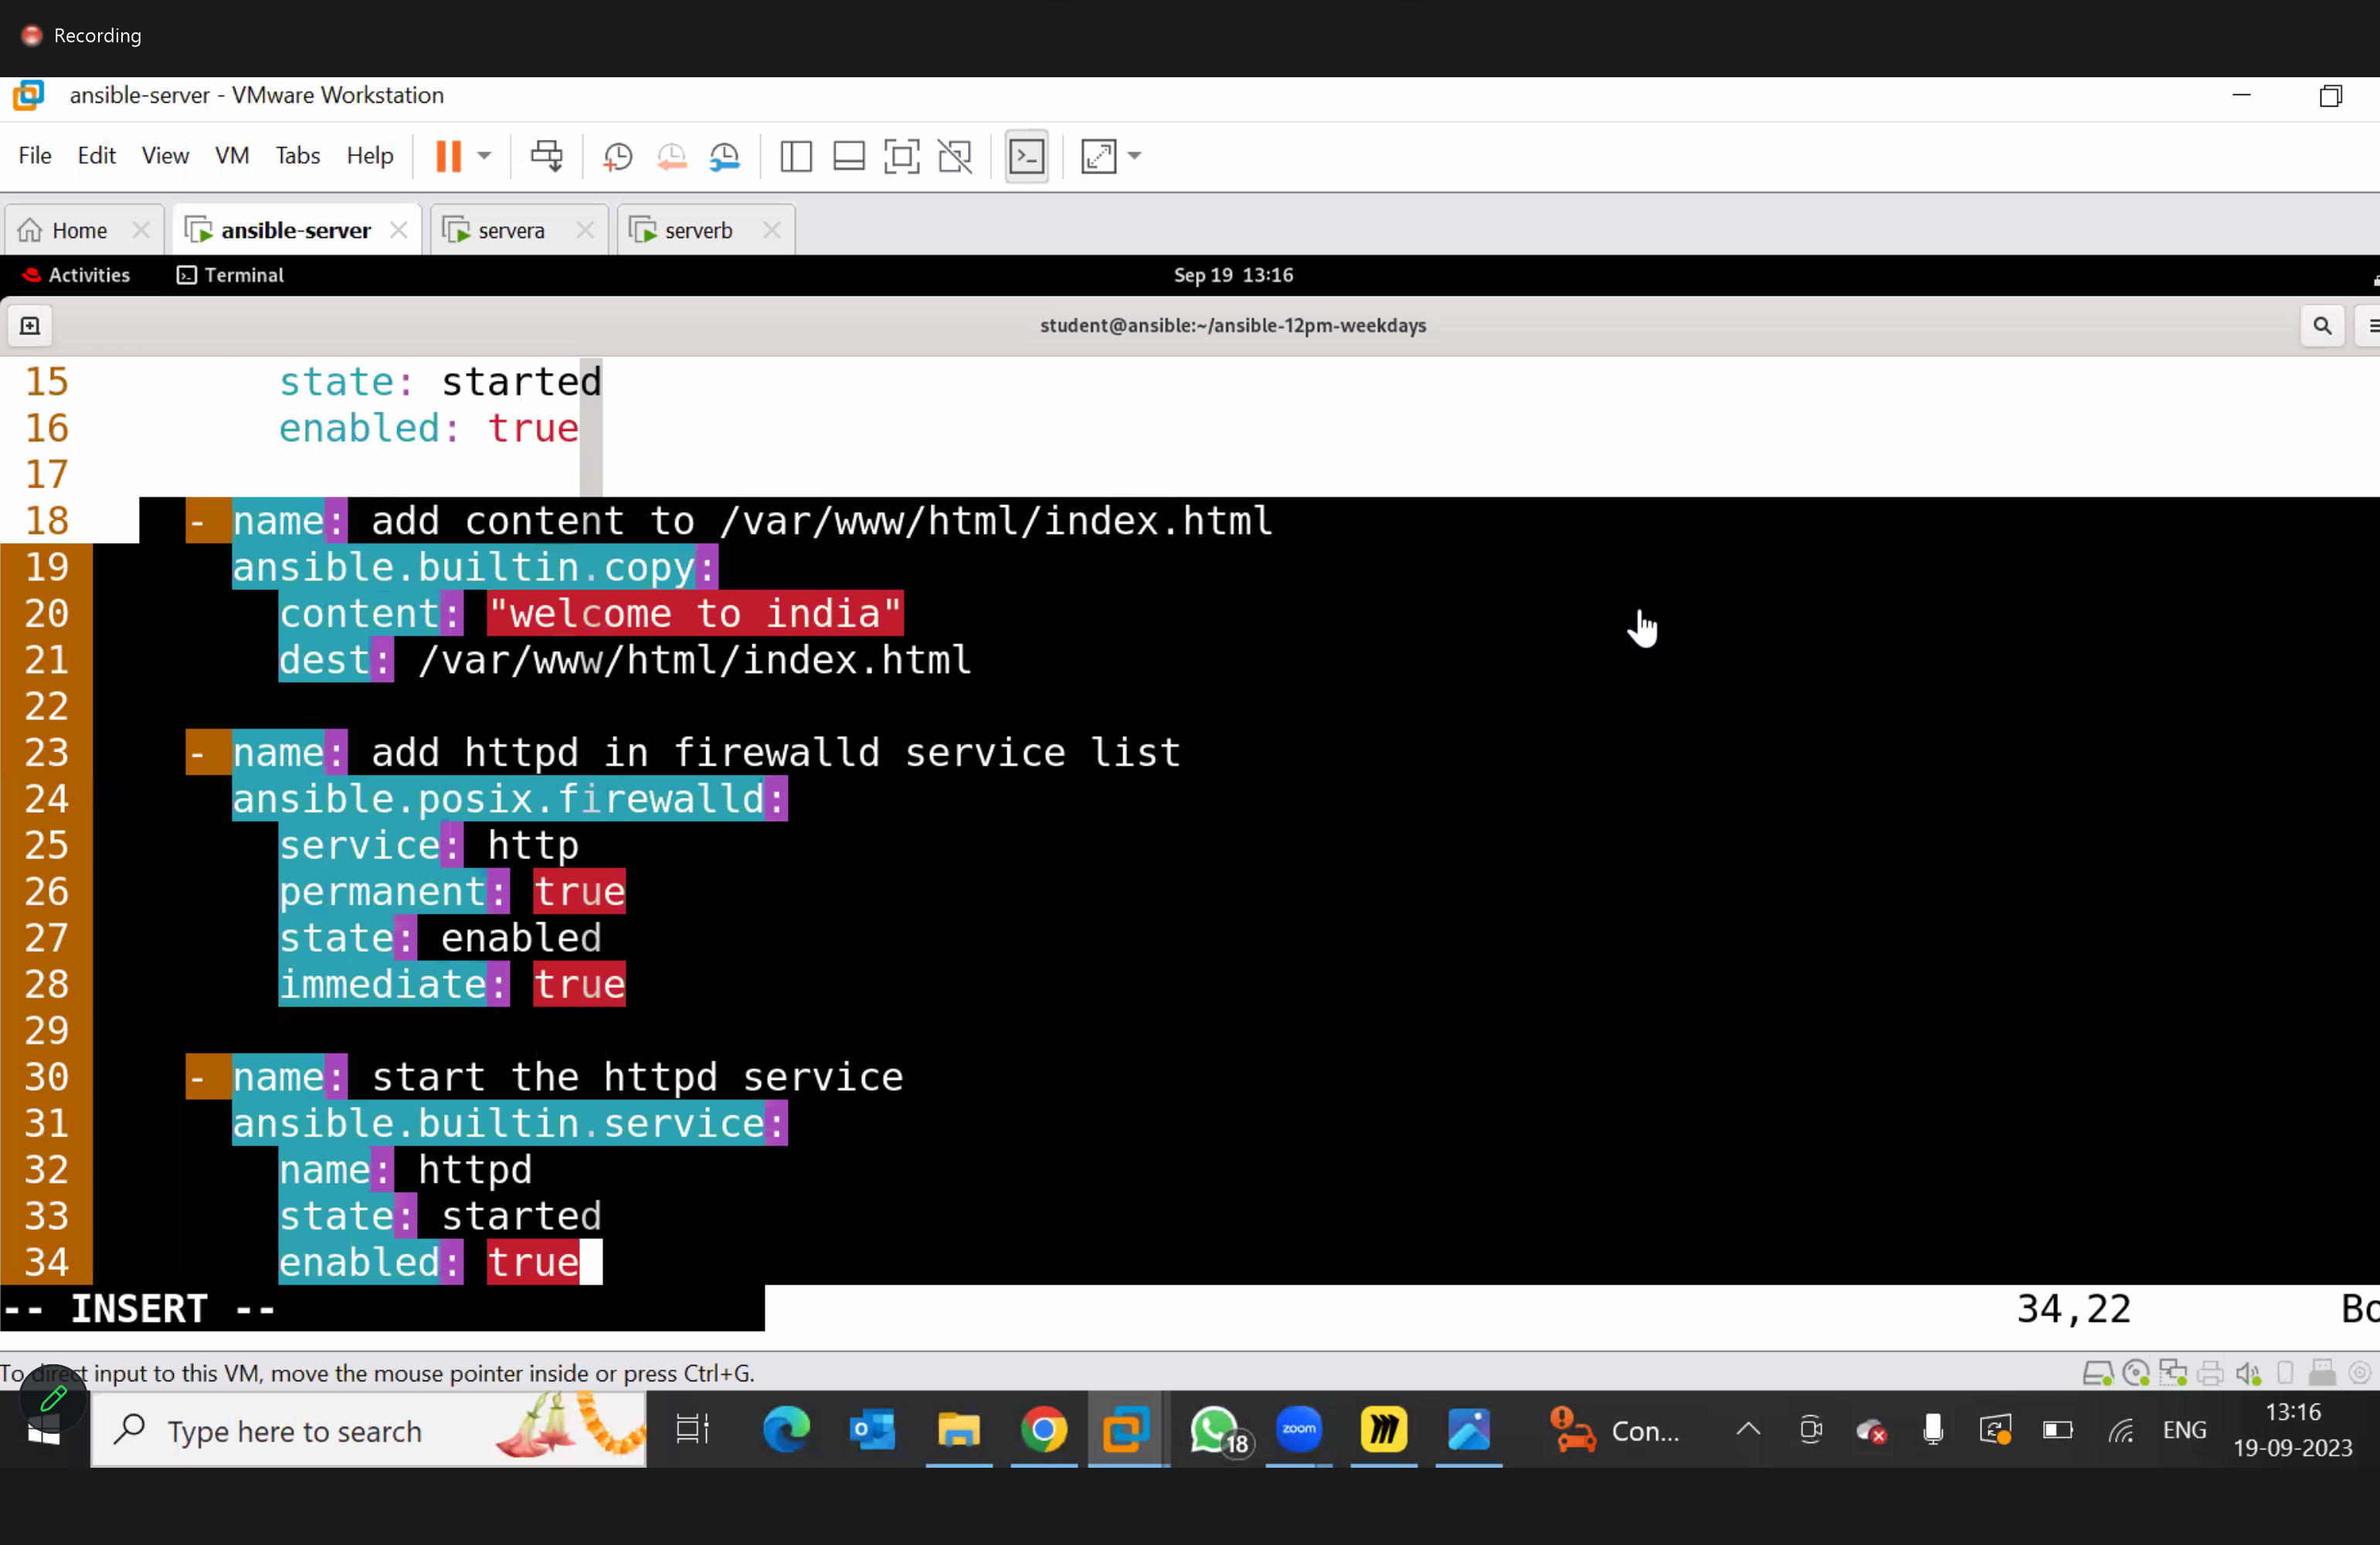 Recording
ansible-server - VMware Workstation
File Edit View VM Tabs Help
Home ansible-server servera serverb
Activities Terminal Sep 19 13:16
student@ansible:~/ansible-12pm-weekdays
15 state: started
16 enabled: true
17
18 - name: add content to /var/www/html/index.html
19 ansible.builtin.copy:
20 content: "welcome to india"
21 dest: /var/www/html/index.html
22
23 - name: add httpd in firewalld service list
24 ansible.posix.firewalld:
25 service: http
26 permanent: true
27 state: enabled
28 immediate: true
29
30 - name: start the httpd service
31 ansible.builtin.service:
32 name: httpd
33 state: started
34 enabled: true
-- INSERT -- 34,22 Bo
To direct input to this VM, move the mouse pointer inside or press Ctrl+G.
Type here to search 18 zoom Con... ENG 13:16
19-09-2023